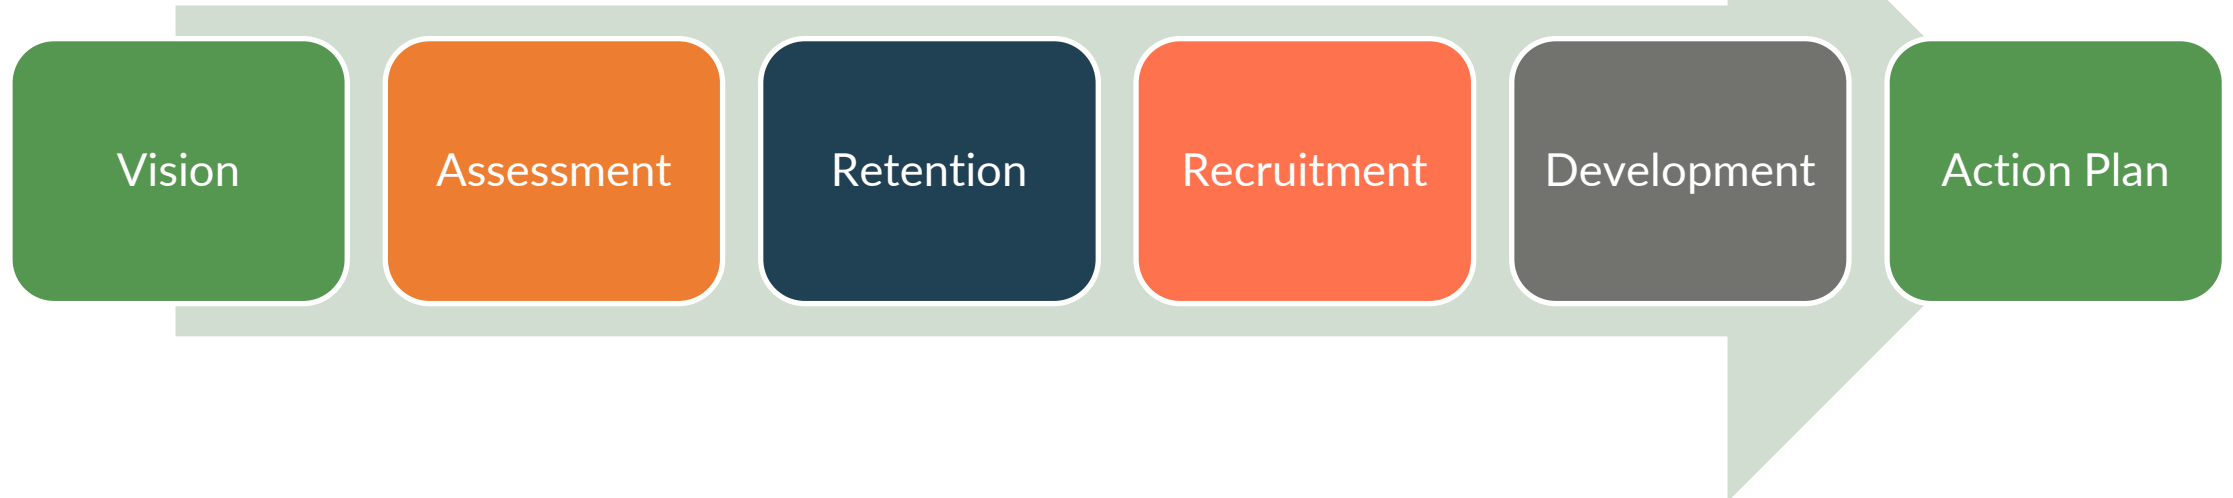 Vision
Assessment
Retention
Recruitment
Development
Action Plan